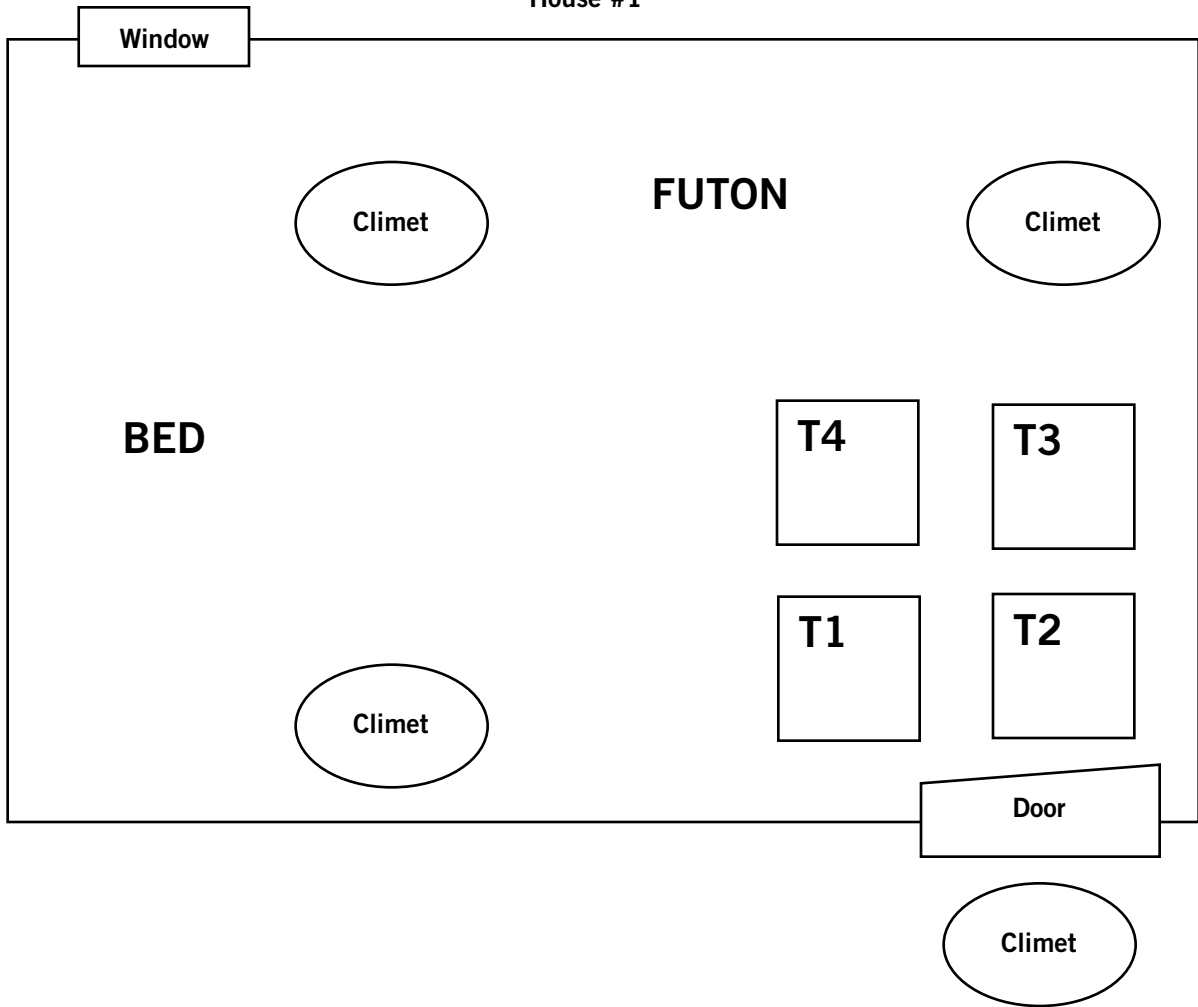 House #1
Window
Climet
FUTON
Climet
BED
T4
T3
T1
T2
Climet
Door
Climet